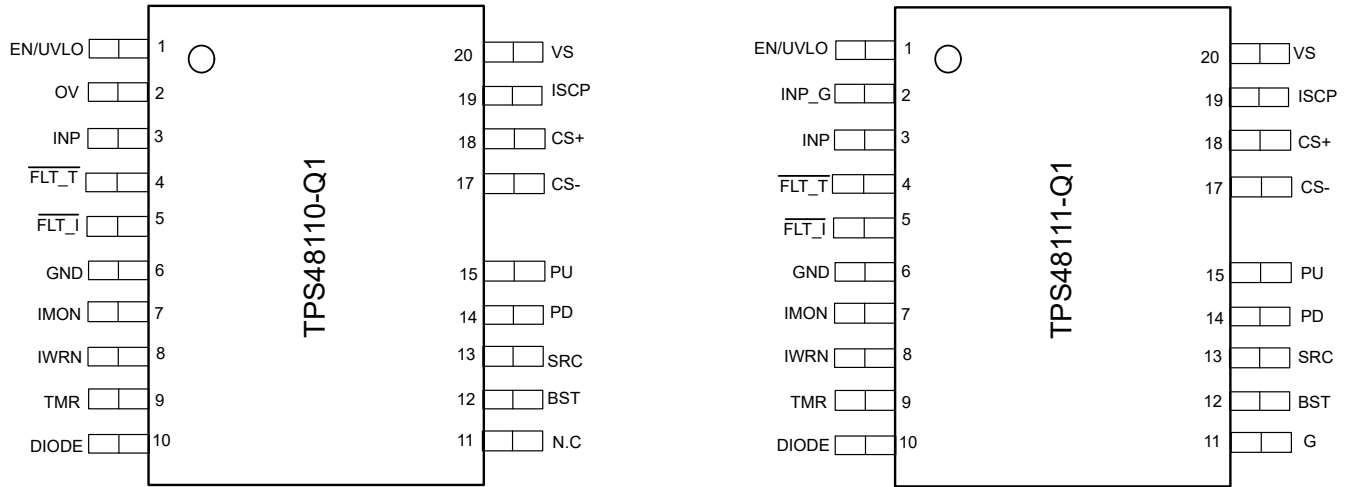 EN/UVLO 1
OV 2
INP 3
FLT_T 4
FLT_I 5
GND 6
IMON 7
IWRN 8
TMR 9
DIODE 10
TPS48110-Q1
20 VS
19 ISCP
18 CS+
17 CS-
15 PU
14 PD
13 SRC
12 BST
11 N.C
EN/UVLO 1
INP_G 2
INP 3
FLT_T 4
FLT_I 5
GND 6
IMON 7
IWRN 8
TMR 9
DIODE 10
TPS48111-Q1
20 VS
19 ISCP
18 CS+
17 CS-
15 PU
14 PD
13 SRC
12 BST
11 G